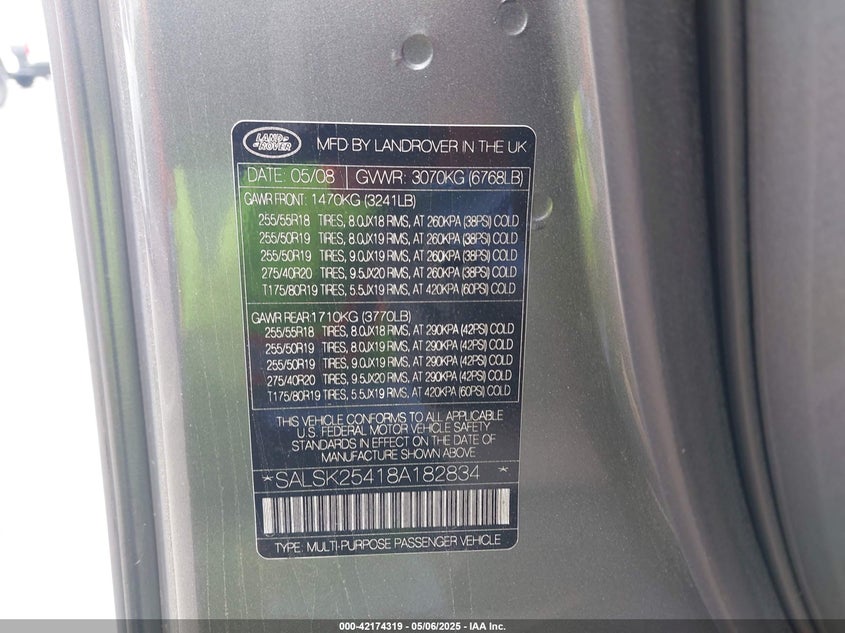 LAND ROVER
MFD BY LANDROVER IN THE UK
DATE: 05/08 GVWR: 3070KG (6768LB)
GAWR FRONT: 1470KG (3241LB)
255/55R18 TIRES, 8.0JX18 RIMS, AT 260KPA (38PSI) COLD
255/50R19 TIRES, 8.0JX19 RIMS, AT 260KPA (38PSI) COLD
255/50R19 TIRES, 9.0JX19 RIMS, AT 260KPA (38PSI) COLD
275/40R20 TIRES, 9.5JX20 RIMS, AT 260KPA (38PSI) COLD
T175/80R19 TIRES, 5.5JX19 RIMS, AT 420KPA (60PSI) COLD
GAWR REAR: 1710KG (3770LB)
255/55R18 TIRES, 8.0JX18 RIMS, AT 290KPA (42PSI) COLD
255/50R19 TIRES, 8.0JX19 RIMS, AT 290KPA (42PSI) COLD
255/50R19 TIRES, 9.0JX19 RIMS, AT 290KPA (42PSI) COLD
275/40R20 TIRES, 9.5JX20 RIMS, AT 290KPA (42PSI) COLD
T175/80R19 TIRES, 5.5JX19 RIMS, AT 420KPA (60PSI) COLD
THIS VEHICLE CONFORMS TO ALL APPLICABLE
U.S. FEDERAL MOTOR VEHICLE SAFETY
STANDARDS IN EFFECT ON THE DATE OF
MANUFACTURE SHOWN ABOVE
*SALSK25418A182834 *
TYPE: MULTI-PURPOSE PASSENGER VEHICLE
000-42174319 - 05/06/2025 - IAA Inc.